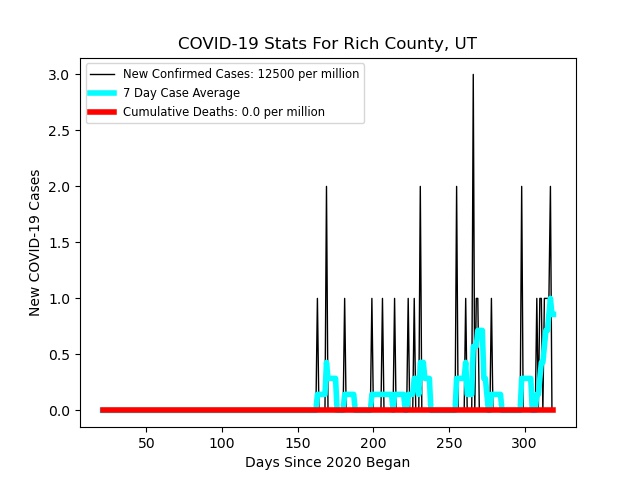 COVID-19 Stats For Rich County, UT
New Confirmed Cases: 12500 per million
7 Day Case Average
Cumulative Deaths: 0.0 per million
New COVID-19 Cases
3.0
2.5
2.0
1.5
1.0
0.5
0.0
50 100 150 200 250 300
Days Since 2020 Began